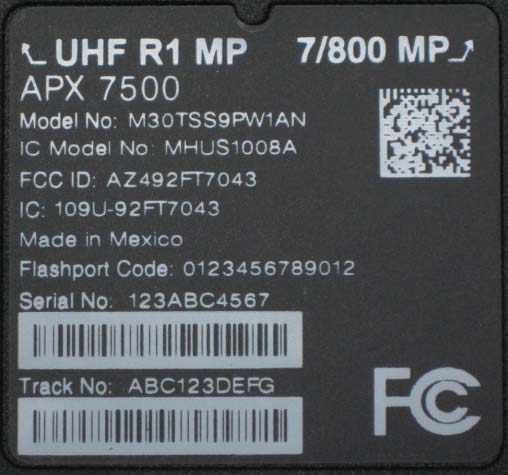 UHF R1 MP 7/800 MP
APX 7500
Model No: M30TSS9PW1AN
IC Model No: MHUS1008A
FCC ID: AZ492FT7043
IC: 109U-92FT7043
Made in Mexico
Flashport Code: 0123456789012
Serial No: 123ABC4567
Track No: ABC123DEFG
FC